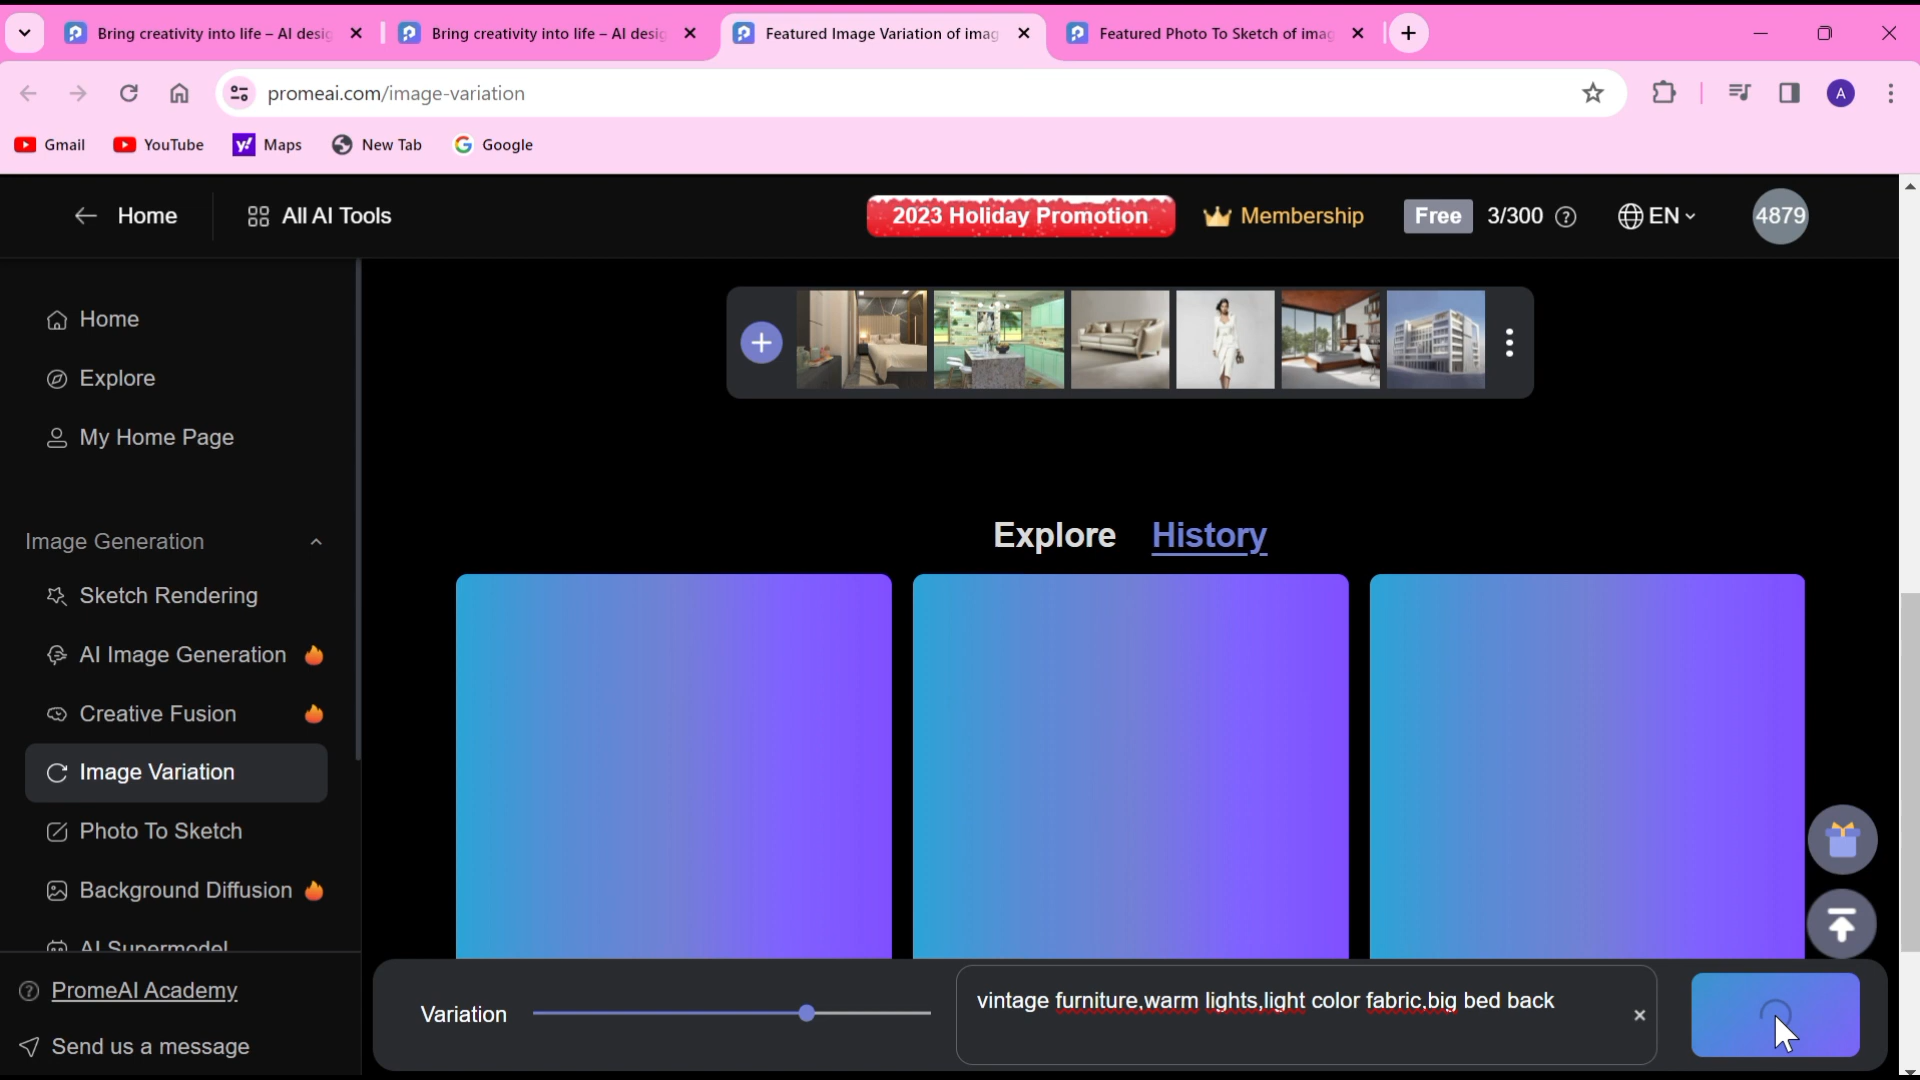 Bring creativity into life – AI desig
Bring creativity into life – AI desig
Featured Image Variation of imag
Featured Photo To Sketch of imag
promeai.com/image-variation
A
Gmail
YouTube
Maps
New Tab
Google
Home
All AI Tools
2023 Holiday Promotion
Membership
Free
3/300
EN
4879
Home
Explore
My Home Page
Image Generation
Sketch Rendering
AI Image Generation
Creative Fusion
Image Variation
Photo To Sketch
Background Diffusion
AI Supermodel
PromeAI Academy
Send us a message
Explore
History
Variation
vintage furniture,warm lights,light color fabric,big bed back